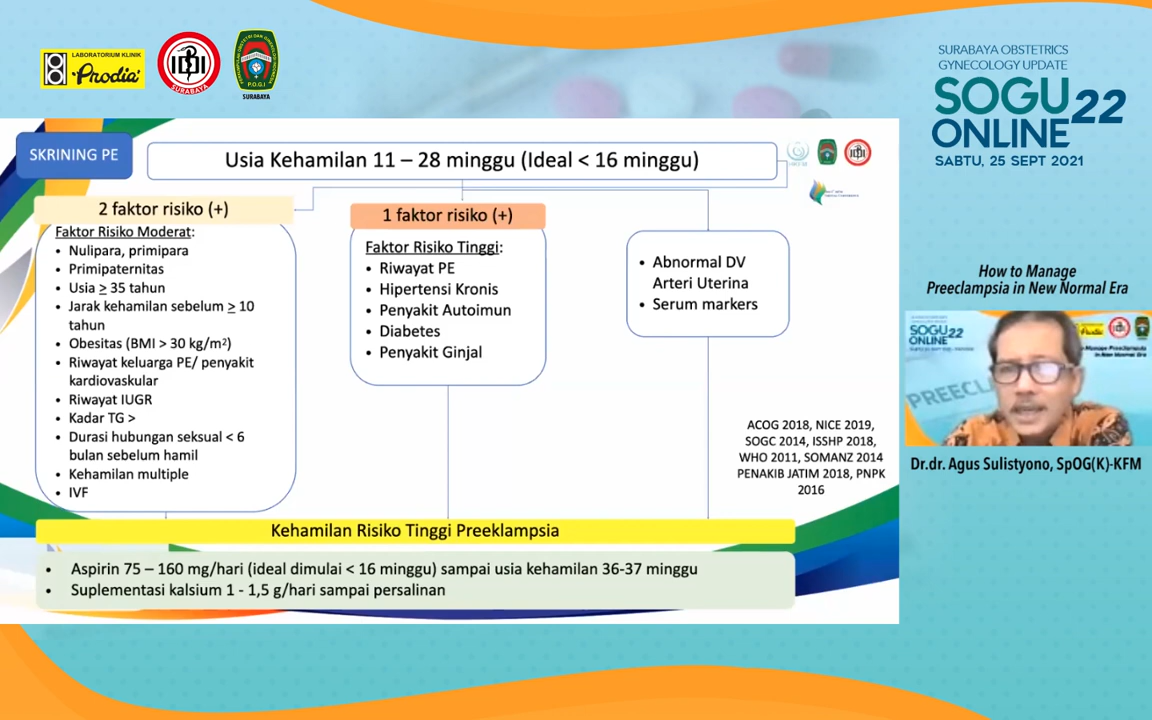 LABORATORIUM KLINIK
Prodia
IBI
SURABAYA
P.O.G.I
SURABAYA
SURABAYA OBSTETRICS
GYNECOLOGY UPDATE
SOGU 22
ONLINE
SABTU, 25 SEPT 2021
SKRINING PE
Usia Kehamilan 11 – 28 minggu (Ideal < 16 minggu)
2 faktor risiko (+)
Faktor Risiko Moderat:
• Nulipara, primipara
• Primipaternitas
• Usia ≥ 35 tahun
• Jarak kehamilan sebelum ≥ 10
tahun
• Obesitas (BMI > 30 kg/m²)
• Riwayat keluarga PE/ penyakit
kardiovaskular
• Riwayat IUGR
• Kadar TG >
• Durasi hubungan seksual < 6
bulan sebelum hamil
• Kehamilan multiple
• IVF
1 faktor risiko (+)
Faktor Risiko Tinggi:
• Riwayat PE
• Hipertensi Kronis
• Penyakit Autoimun
• Diabetes
• Penyakit Ginjal
• Abnormal DV
Arteri Uterina
• Serum markers
ACOG 2018, NICE 2019,
SOGC 2014, ISSHP 2018,
WHO 2011, SOMANZ 2014
PENAKIB JATIM 2018, PNPK
2016
Kehamilan Risiko Tinggi Preeklampsia
• Aspirin 75 – 160 mg/hari (ideal dimulai < 16 minggu) sampai usia kehamilan 36-37 minggu
• Suplementasi kalsium 1 - 1,5 g/hari sampai persalinan
How to Manage
Preeclampsia in New Normal Era
SOGU 22
ONLINE
PREECL
in New Normal Era
Dr.dr. Agus Sulistyono, SpOG(K)-KFM